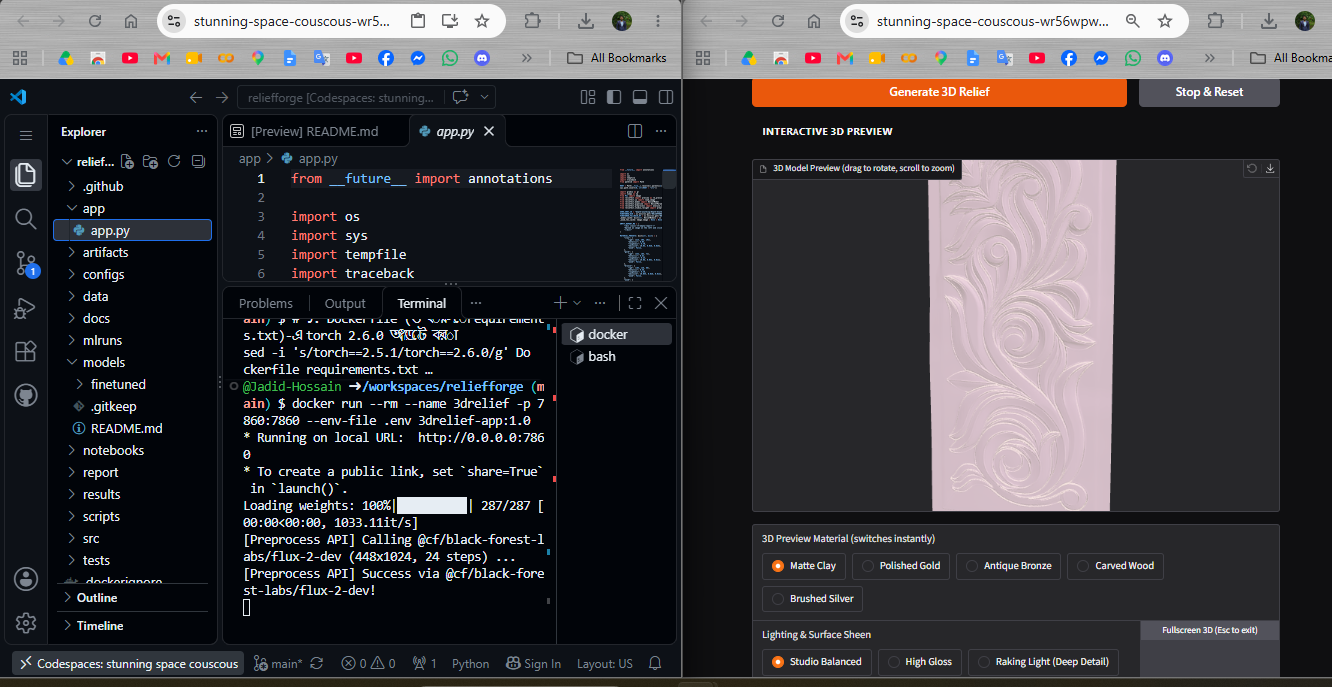 stunning-space-couscous-wr5...
stunning-space-couscous-wr56wpw...
All Bookmarks
All Bookma
reliefforge [Codespaces: stunning...
Explorer
relief...
.github
app
app.py
artifacts
configs
data
docs
mlruns
models
finetuned
.gitkeep
README.md
notebooks
report
results
scripts
src
tests
.dockerignore
Outline
Timeline
[Preview] README.md
app.py
app > app.py
1 from __future__ import annotations
2
3 import os
4 import sys
5 import tempfile
6 import traceback
Problems
Output
Terminal
docker
bash
s.txt)-এ torch 2.6.0
sed -i 's/torch==2.5.1/torch==2.6.0/g' Do
ckerfile requirements.txt …
@Jadid-Hossain ➜/workspaces/reliefforge (m
ain) $ docker run --rm --name 3drelief -p 7
860:7860 --env-file .env 3drelief-app:1.0
* Running on local URL: http://0.0.0.0:786
0
* To create a public link, set `share=True`
in `launch()`.
Loading weights: 100%| | 287/287 [
00:00<00:00, 1033.11it/s]
[Preprocess API] Calling @cf/black-forest-l
abs/flux-2-dev (448x1024, 24 steps) ...
[Preprocess API] Success via @cf/black-fore
st-labs/flux-2-dev!
Codespaces: stunning space couscous
main*
0
0
1
Python
Sign In
Layout: US
Generate 3D Relief
Stop & Reset
INTERACTIVE 3D PREVIEW
3D Model Preview (drag to rotate, scroll to zoom)
3D Preview Material (switches instantly)
Matte Clay
Polished Gold
Antique Bronze
Carved Wood
Brushed Silver
Lighting & Surface Sheen
Studio Balanced
High Gloss
Raking Light (Deep Detail)
Fullscreen 3D (Esc to exit)